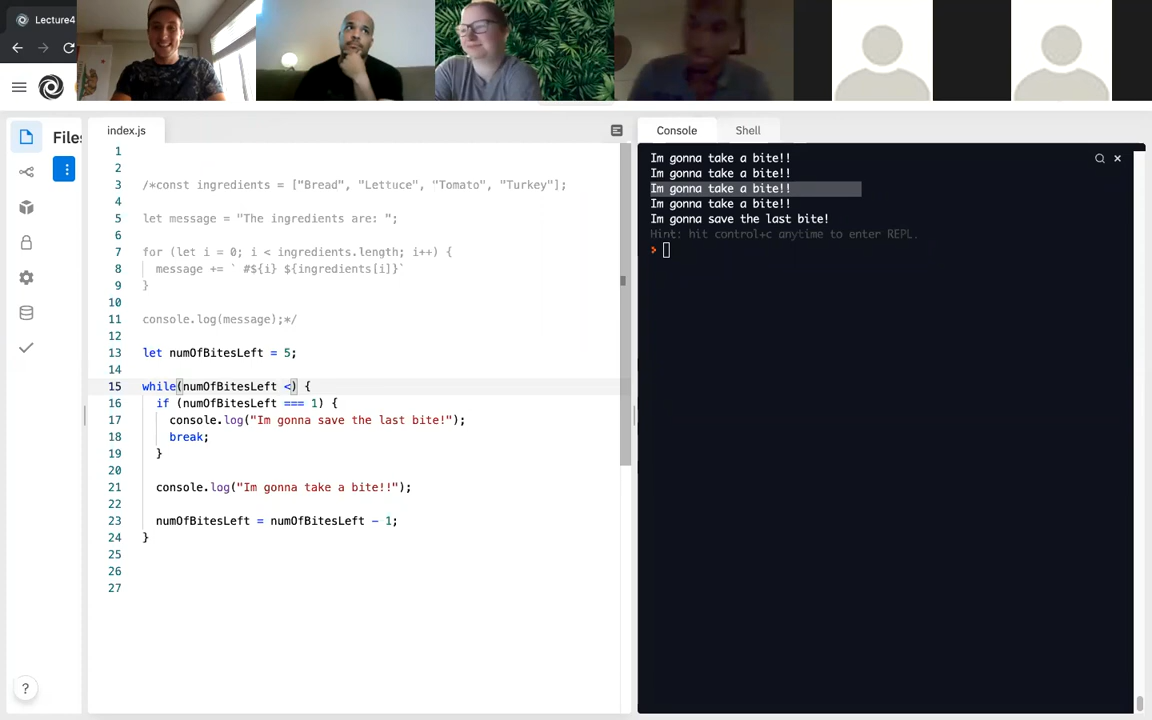 Lecture4
Files
index.js
Console
Shell
1
2
3 /*const ingredients = ["Bread", "Lettuce", "Tomato", "Turkey"];
4
5 let message = "The ingredients are: ";
6
7 for (let i = 0; i < ingredients.length; i++) {
8 message += ` #${i} ${ingredients[i]}`
9 }
10
11 console.log(message);*/
12
13 let numOfBitesLeft = 5;
14
15 while(numOfBitesLeft <) {
16 if (numOfBitesLeft === 1) {
17 console.log("Im gonna save the last bite!");
18 break;
19 }
20
21 console.log("Im gonna take a bite!!");
22
23 numOfBitesLeft = numOfBitesLeft - 1;
24 }
25
26
27
?
Im gonna take a bite!!
Im gonna take a bite!!
Im gonna take a bite!!
Im gonna take a bite!!
Im gonna save the last bite!
Hint: hit control+c anytime to enter REPL.
>